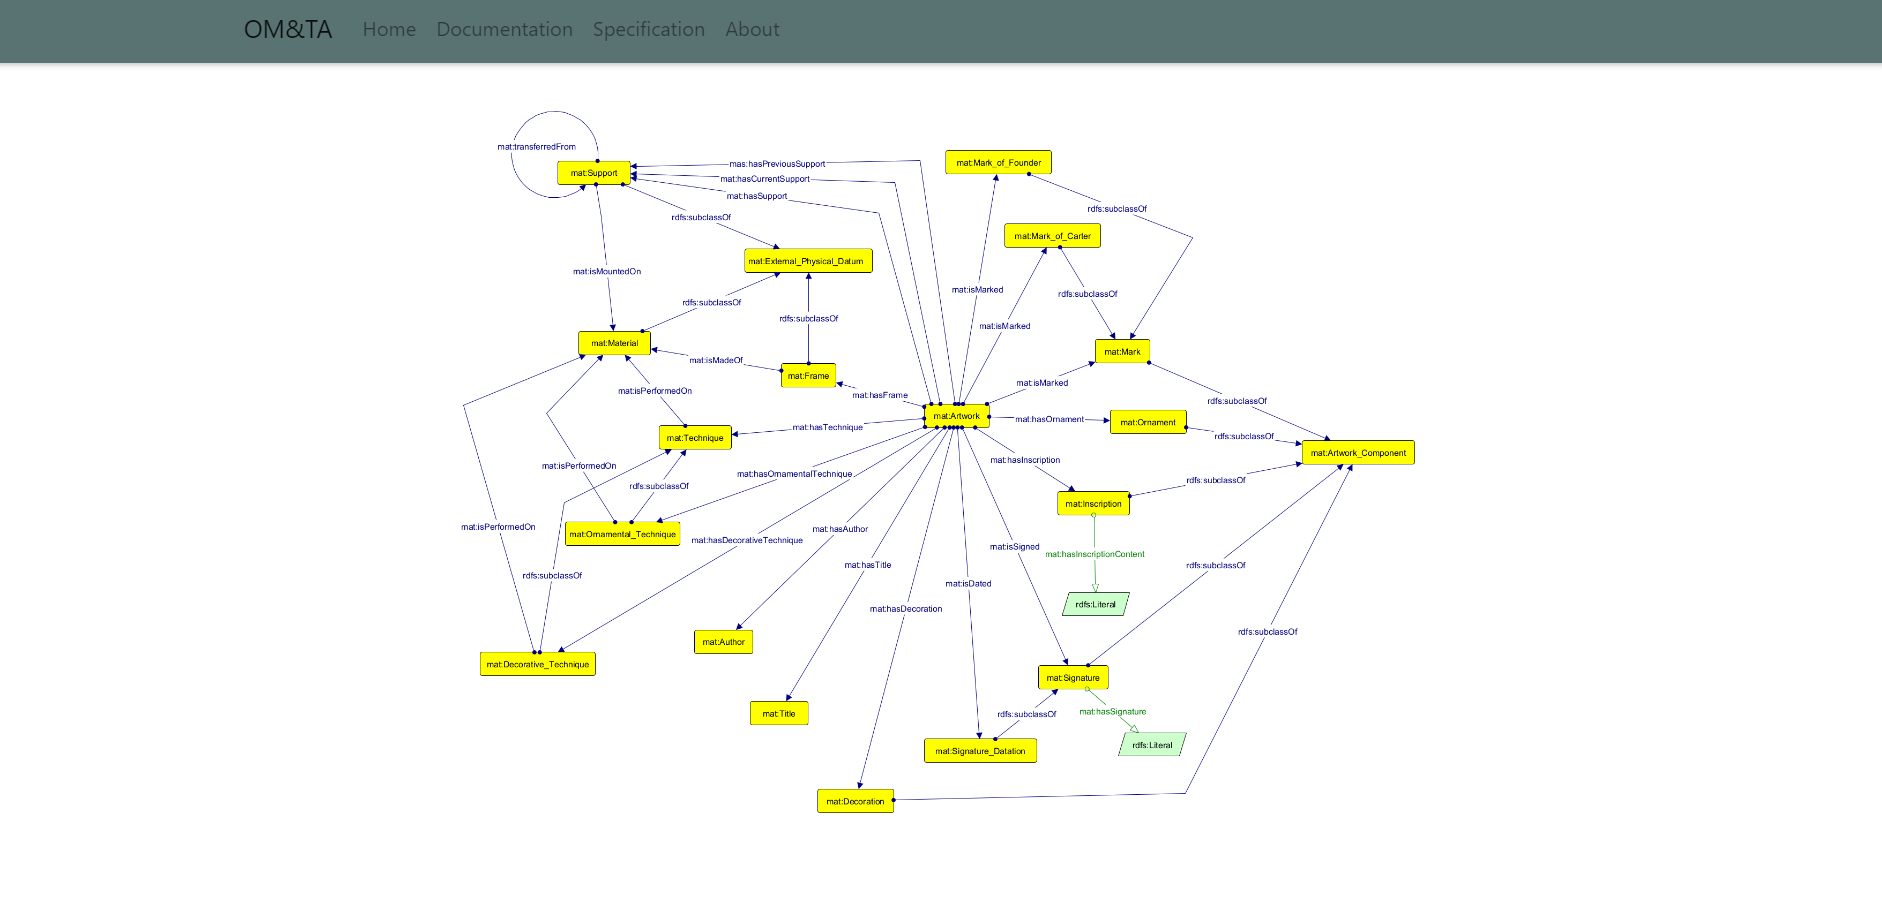 OM&TA Home Documentation Specification About
mat:transferredFrom
mat:Support
mas:hasPreviousSupport
mat:hasCurrentSupport
mat:hasSupport
mat:Mark_of_Founder
rdfs:subclassOf
rdfs:subclassOf
mat:Mark_of_Carter
mat:External_Physical_Datum
mat:isMountedOn
mat:isMarked
rdfs:subclassOf
rdfs:subclassOf
rdfs:subclassOf
mat:isMarked
mat:Material
mat:Mark
mat:isMadeOf
mat:Frame
mat:isMarked
mat:isPerformedOn
mat:hasFrame
rdfs:subclassOf
mat:Artwork
mat:hasOrnament
mat:Ornament
mat:hasTechnique
mat:Technique
rdfs:subclassOf
mat:Artwork_Component
mat:hasInscription
mat:isPerformedOn
mat:hasOrnamentalTechnique
rdfs:subclassOf
rdfs:subclassOf
mat:Inscription
mat:isPerformedOn
mat:hasAuthor
mat:Ornamental_Technique
mat:hasDecorativeTechnique
mat:isSigned
mat:hasInscriptionContent
mat:hasTitle
rdfs:subclassOf
rdfs:subclassOf
mat:isDated
rdfs:Literal
mat:hasDecoration
rdfs:subclassOf
mat:Author
mat:Decorative_Technique
mat:Signature
mat:Title
rdfs:subclassOf
mat:hasSignature
rdfs:Literal
mat:Signature_Datation
mat:Decoration